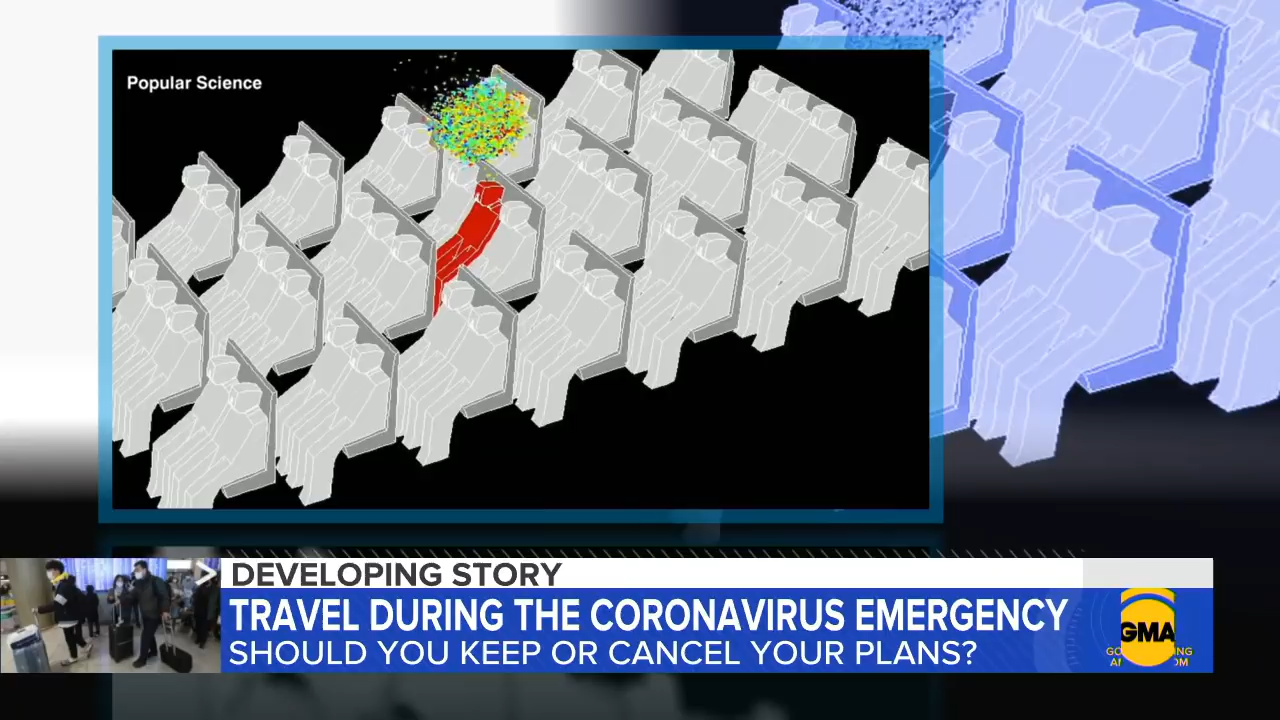 Popular Science
DEVELOPING STORY
TRAVEL DURING THE CORONAVIRUS EMERGENCY
SHOULD YOU KEEP OR CANCEL YOUR PLANS?
GMA